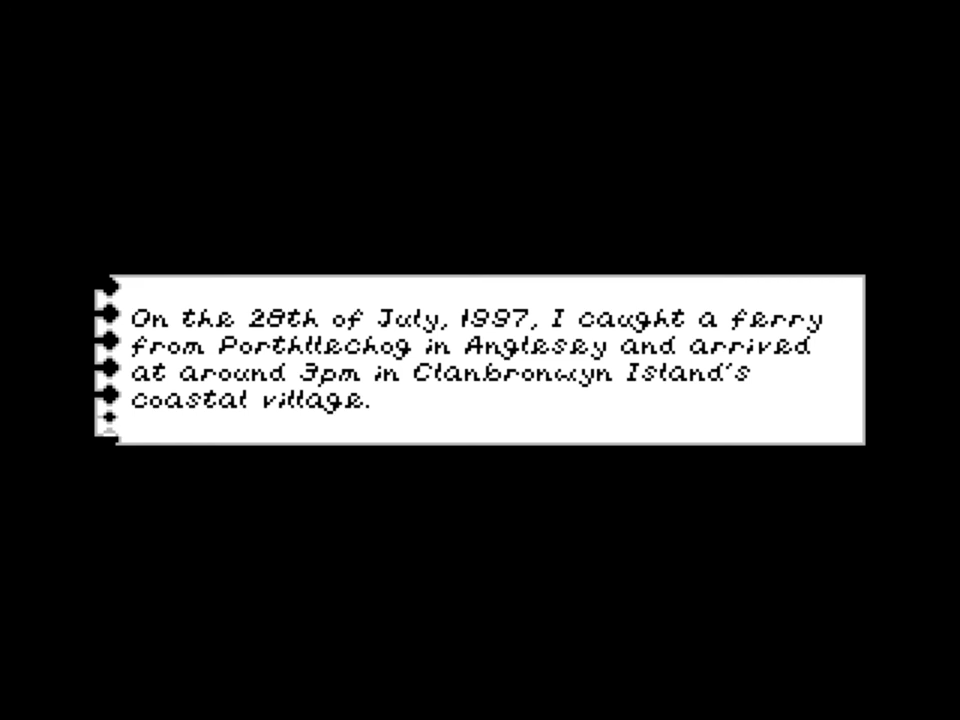 On the 28th of July, 1997, I caught a ferry
from Porthllechog in Anglesey and arrived
at around 3pm in Clanbronwyn Island's
coastal village.